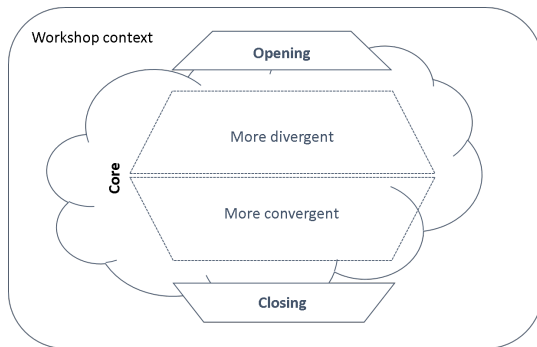 Workshop context
Opening
More divergent
Core
More convergent
Closing